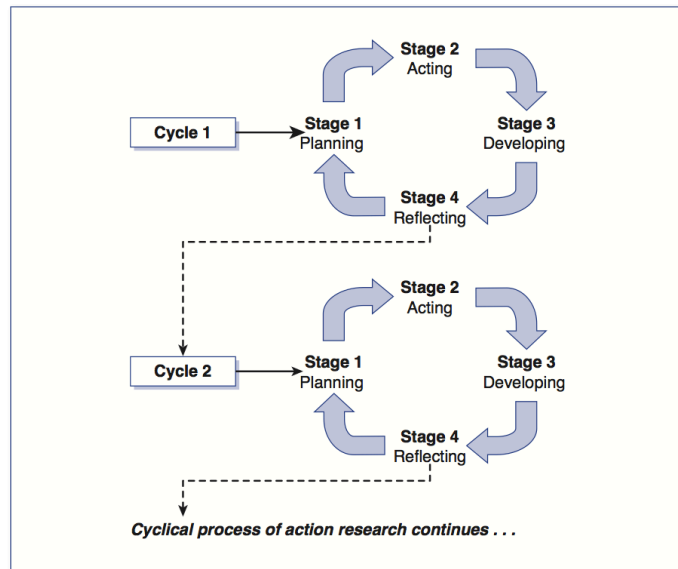 Stage 2
Acting
Cycle 1
Stage 1
Planning
Stage 3
Developing
Stage 4
Reflecting
Stage 2
Acting
Cycle 2
Stage 1
Planning
Stage 3
Developing
Stage 4
Reflecting
Cyclical process of action research continues . . .